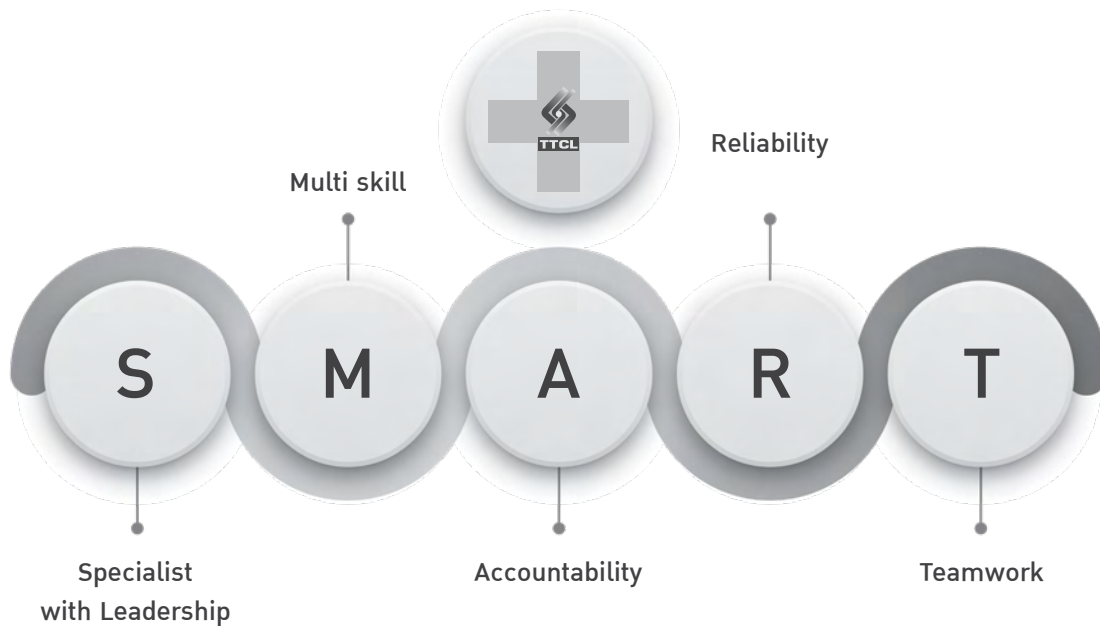 TTCL
Reliability
Multi skill
S M A R T
Specialist
with Leadership
Accountability
Teamwork